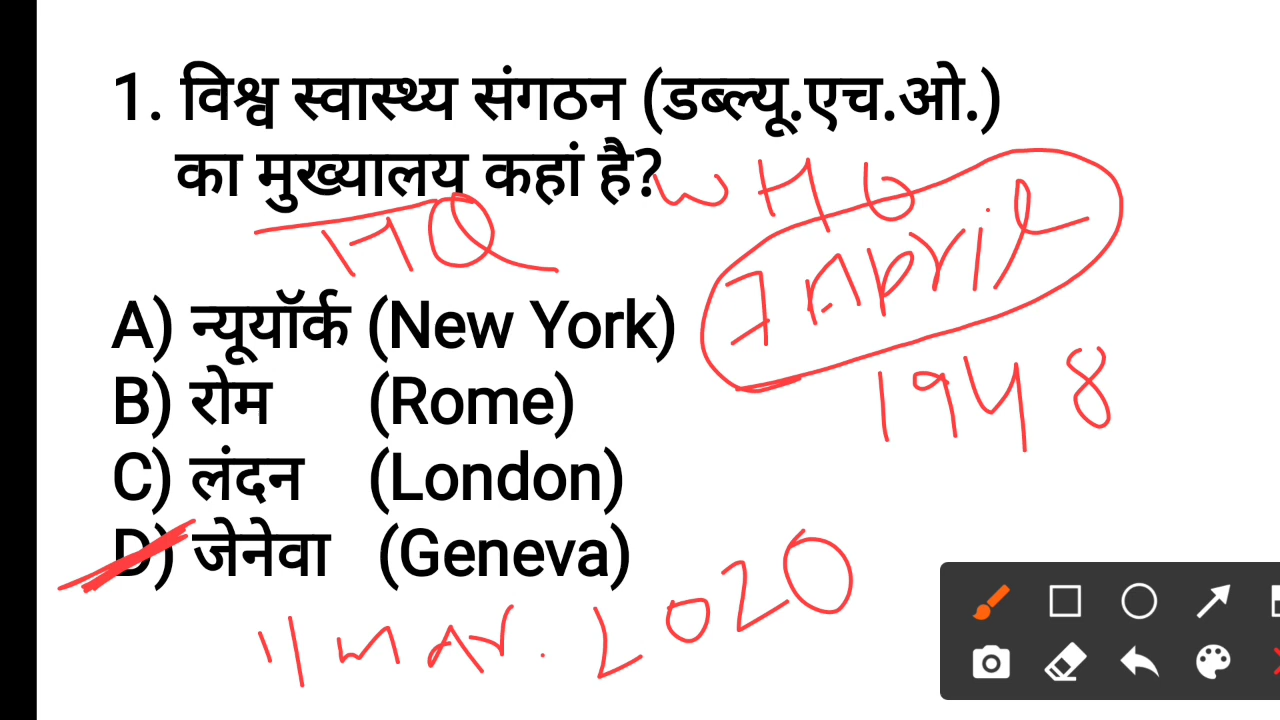 1. विश्व स्वास्थ्य संगठन (डब्ल्यू.एच.ओ.)
का मुख्यालय कहां है?
WHO
HQ
7 April
1948
A) न्यूयॉर्क (New York)
B) रोम (Rome)
C) लंदन (London)
D) जेनेवा (Geneva)
11 Mar. 2020